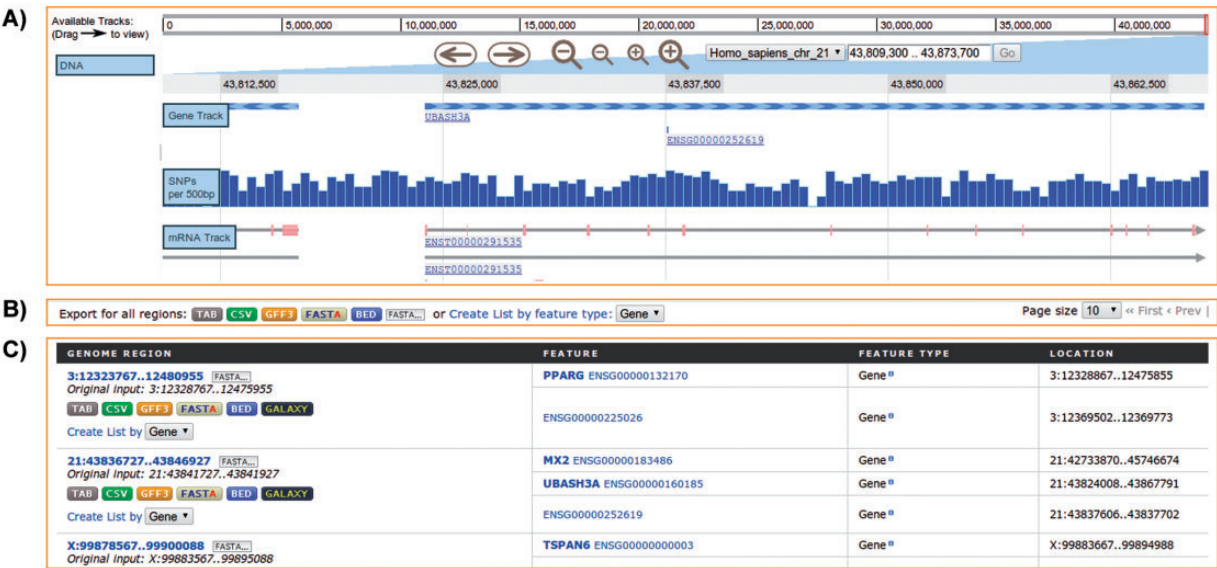 A)
Available Tracks:
(Drag → to view)
0 5,000,000 10,000,000 15,000,000 20,000,000 25,000,000 30,000,000 35,000,000 40,000,000
Homo_sapiens_chr_21 ▼ 43,809,300 .. 43,873,700 Go
DNA
43,812,500 43,825,000 43,837,500 43,850,000 43,862,500
Gene Track
UBASH3A
ENSG00000252619
SNPs
per 500bp
mRNA Track
ENST00000291535
ENST00000291535
B)
Export for all regions: TAB CSV GFF3 FASTA BED FASTA... or Create List by feature type: Gene ▼ Page size 10 ▼ « First ‹ Prev |
C)
GENOME REGION FEATURE FEATURE TYPE LOCATION
3:12323767..12480955 FASTA... PPARG ENSG00000132170 Gene 3:12328867..12475855
Original input: 3:12328767..12475955
TAB CSV GFF3 FASTA BED GALAXY
ENSG00000225026 Gene 3:12369502..12369773
Create List by Gene ▼
21:43836727..43846927 FASTA... MX2 ENSG00000183486 Gene 21:42733870..45746674
Original input: 21:43841727..43841927
UBASH3A ENSG00000160185 Gene 21:43824008..43867791
TAB CSV GFF3 FASTA BED GALAXY
Create List by Gene ▼ ENSG00000252619 Gene 21:43837606..43837702
X:99878567..99900088 FASTA... TSPAN6 ENSG00000000003 Gene X:99883667..99894988
Original input: X:99883567..99895088